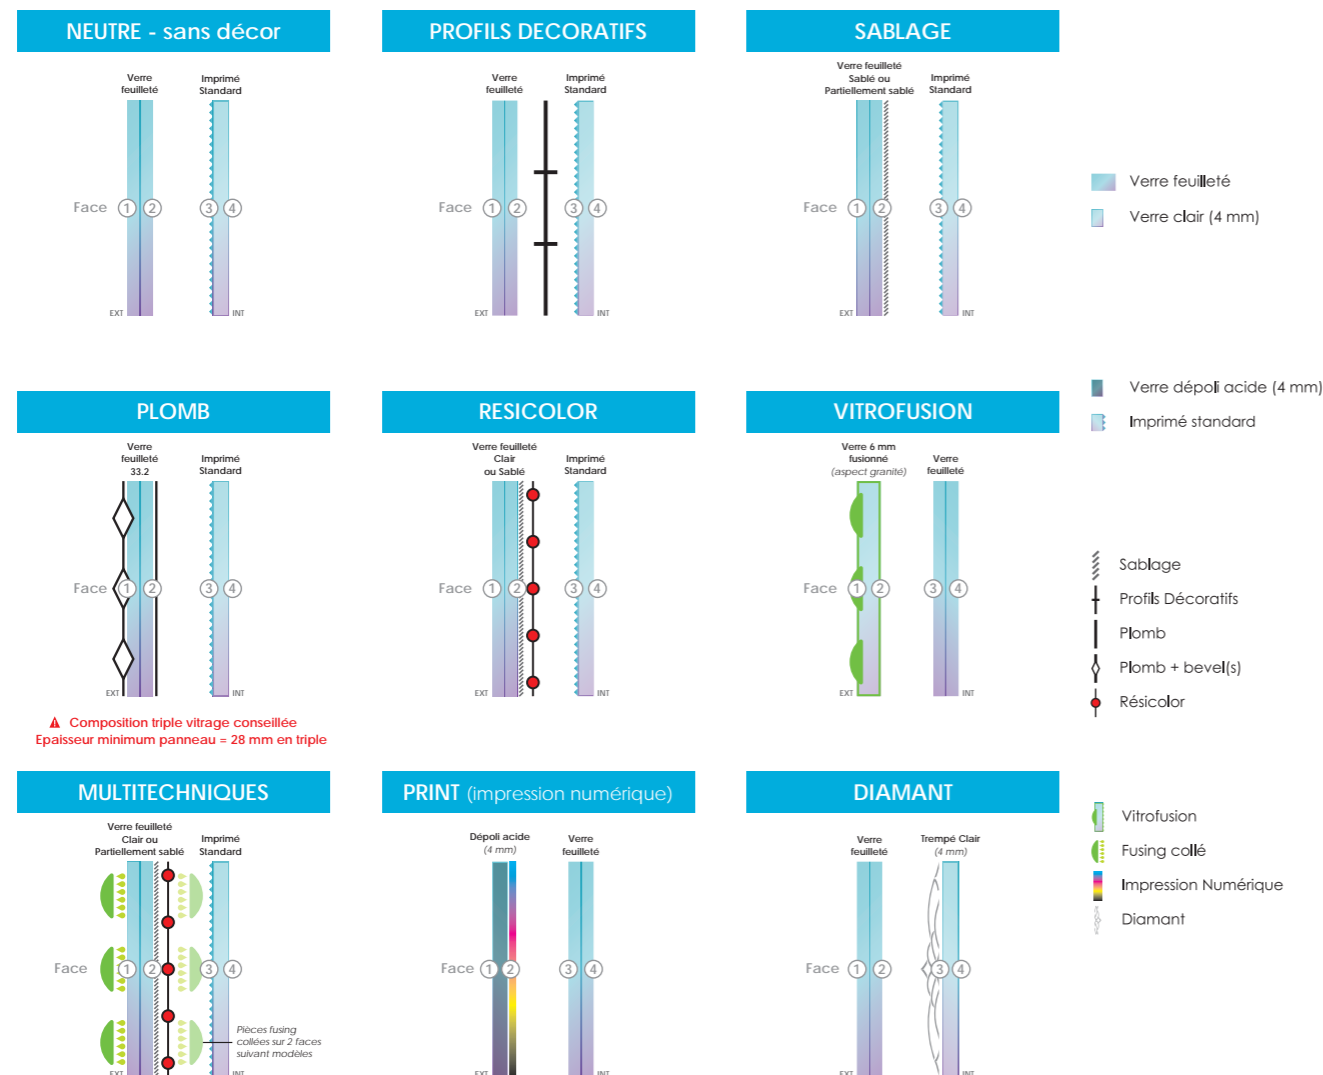 NEUTRE - sans décor
Verre
feuilleté
Imprimé
Standard
Face 1 2 3 4
EXT INT
PROFILS DECORATIFS
Verre
feuilleté
Imprimé
Standard
Face 1 2 3 4
EXT INT
SABLAGE
Verre feuilleté
Sablé ou
Partiellement sablé
Imprimé
Standard
Face 1 2 3 4
EXT INT
Verre feuilleté
Verre clair (4 mm)
PLOMB
Verre
feuilleté
33.2
Imprimé
Standard
Face 1 2 3 4
EXT INT
Composition triple vitrage conseillée
Epaisseur minimum panneau = 28 mm en triple
RESICOLOR
Verre feuilleté
Clair
ou Sablé
Imprimé
Standard
Face 1 2 3 4
EXT INT
VITROFUSION
Verre 6 mm
fusionné
(aspect granité)
Verre
feuilleté
Face 1 2 3 4
EXT INT
Verre dépoli acide (4 mm)
Imprimé standard
Sablage
Profils Décoratifs
Plomb
Plomb + bevel(s)
Résicolor
MULTITECHNIQUES
Verre feuilleté
Clair ou
Partiellement sablé
Imprimé
Standard
Face 1 2 3 4
Pièces fusing
collées sur 2 faces
suivant modèles
EXT INT
PRINT (impression numérique)
Dépoli acide
(4 mm)
Verre
feuilleté
Face 1 2 3 4
EXT INT
DIAMANT
Verre
feuilleté
Trempé Clair
(4 mm)
Face 1 2 3 4
EXT INT
Vitrofusion
Fusing collé
Impression Numérique
Diamant